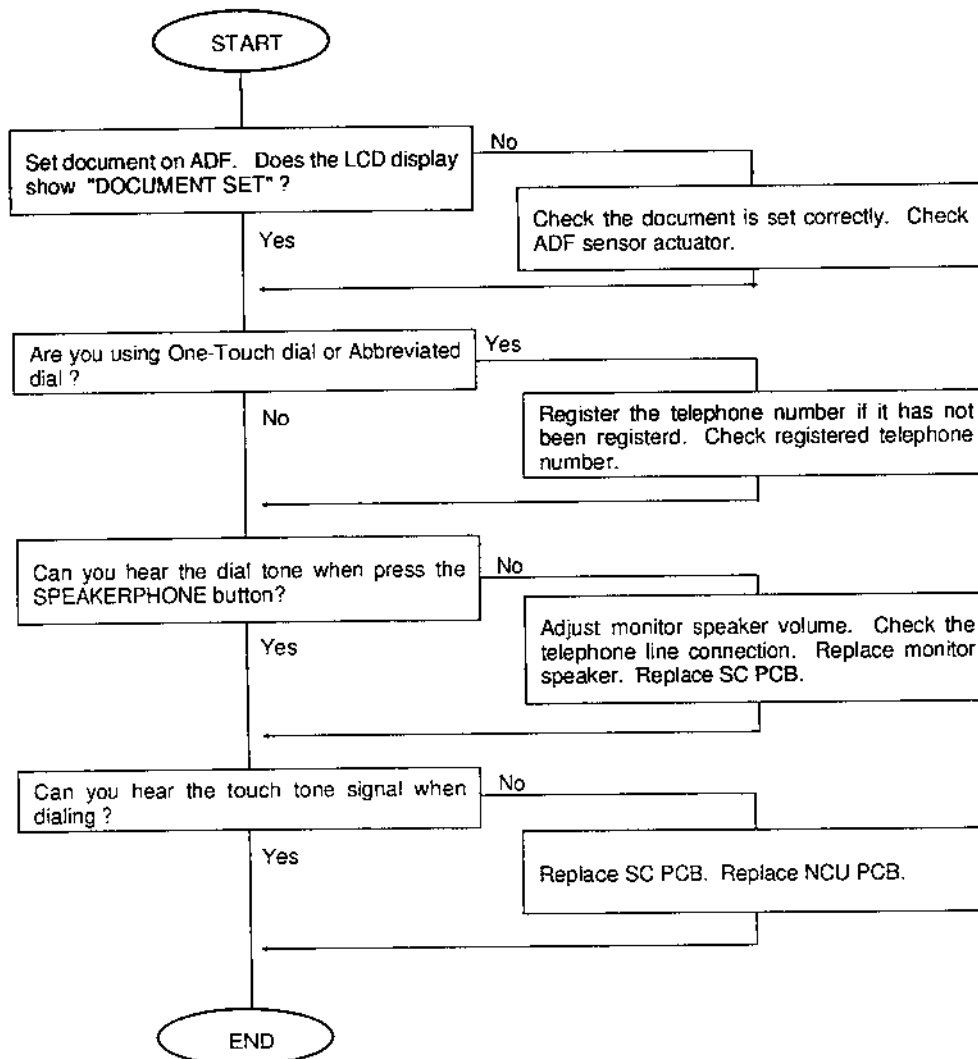 START
Set document on ADF. Does the LCD display
show "DOCUMENT SET" ?
No
Check the document is set correctly. Check
ADF sensor actuator.
Yes
Are you using One-Touch dial or Abbreviated
dial ?
Yes
Register the telephone number if it has not
been registerd. Check registered telephone
number.
No
Can you hear the dial tone when press the
SPEAKERPHONE button?
No
Adjust monitor speaker volume. Check the
telephone line connection. Replace monitor
speaker. Replace SC PCB.
Yes
Can you hear the touch tone signal when
dialing ?
No
Replace SC PCB. Replace NCU PCB.
Yes
END